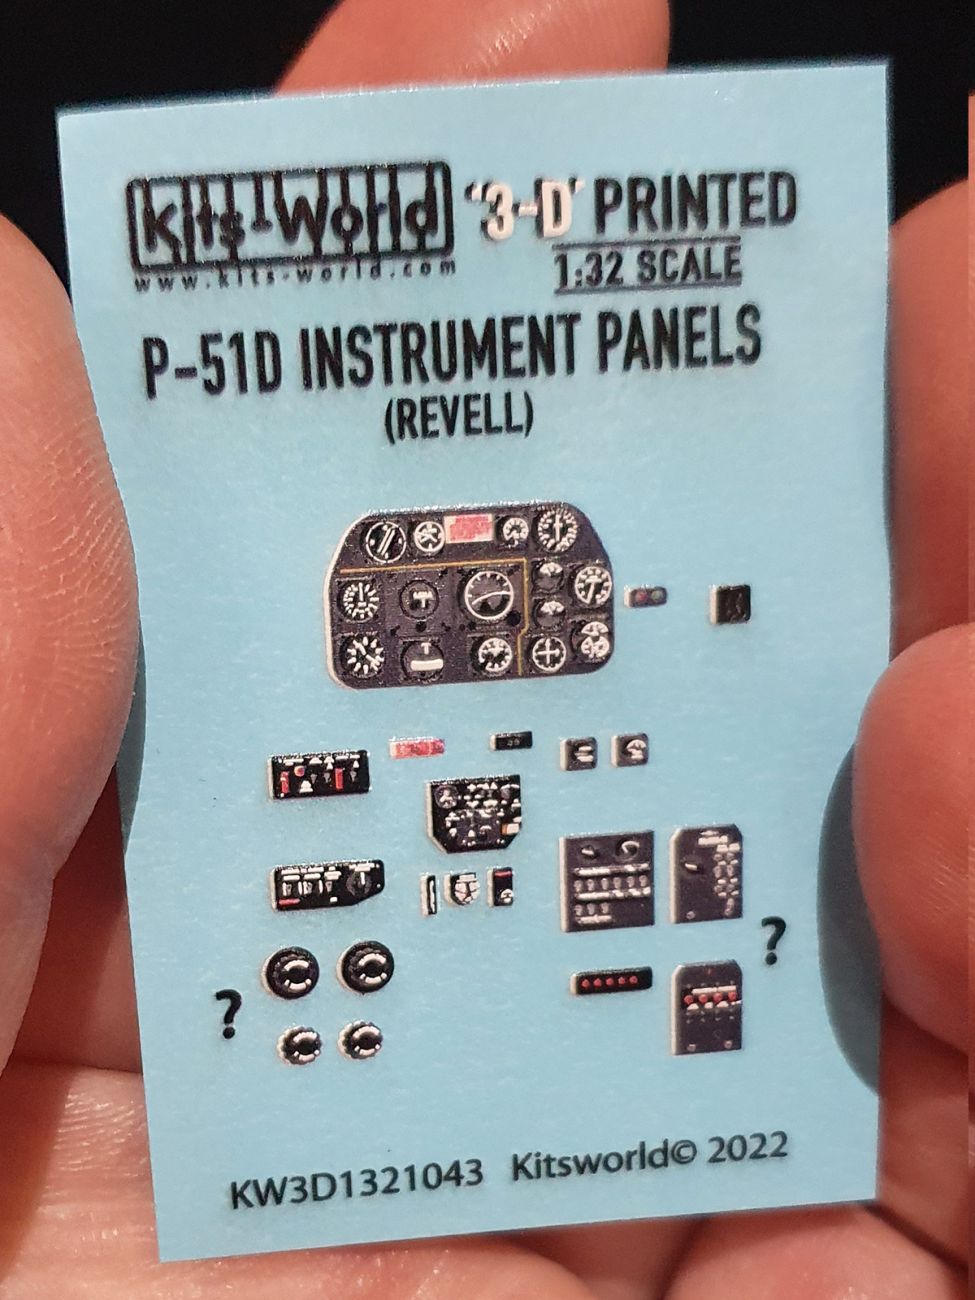 Kits-World "3-D" PRINTED
www.kits-world.com 1:32 SCALE
P-51D INSTRUMENT PANELS
(REVELL)
?
?
KW3D1321043 Kitsworld© 2022